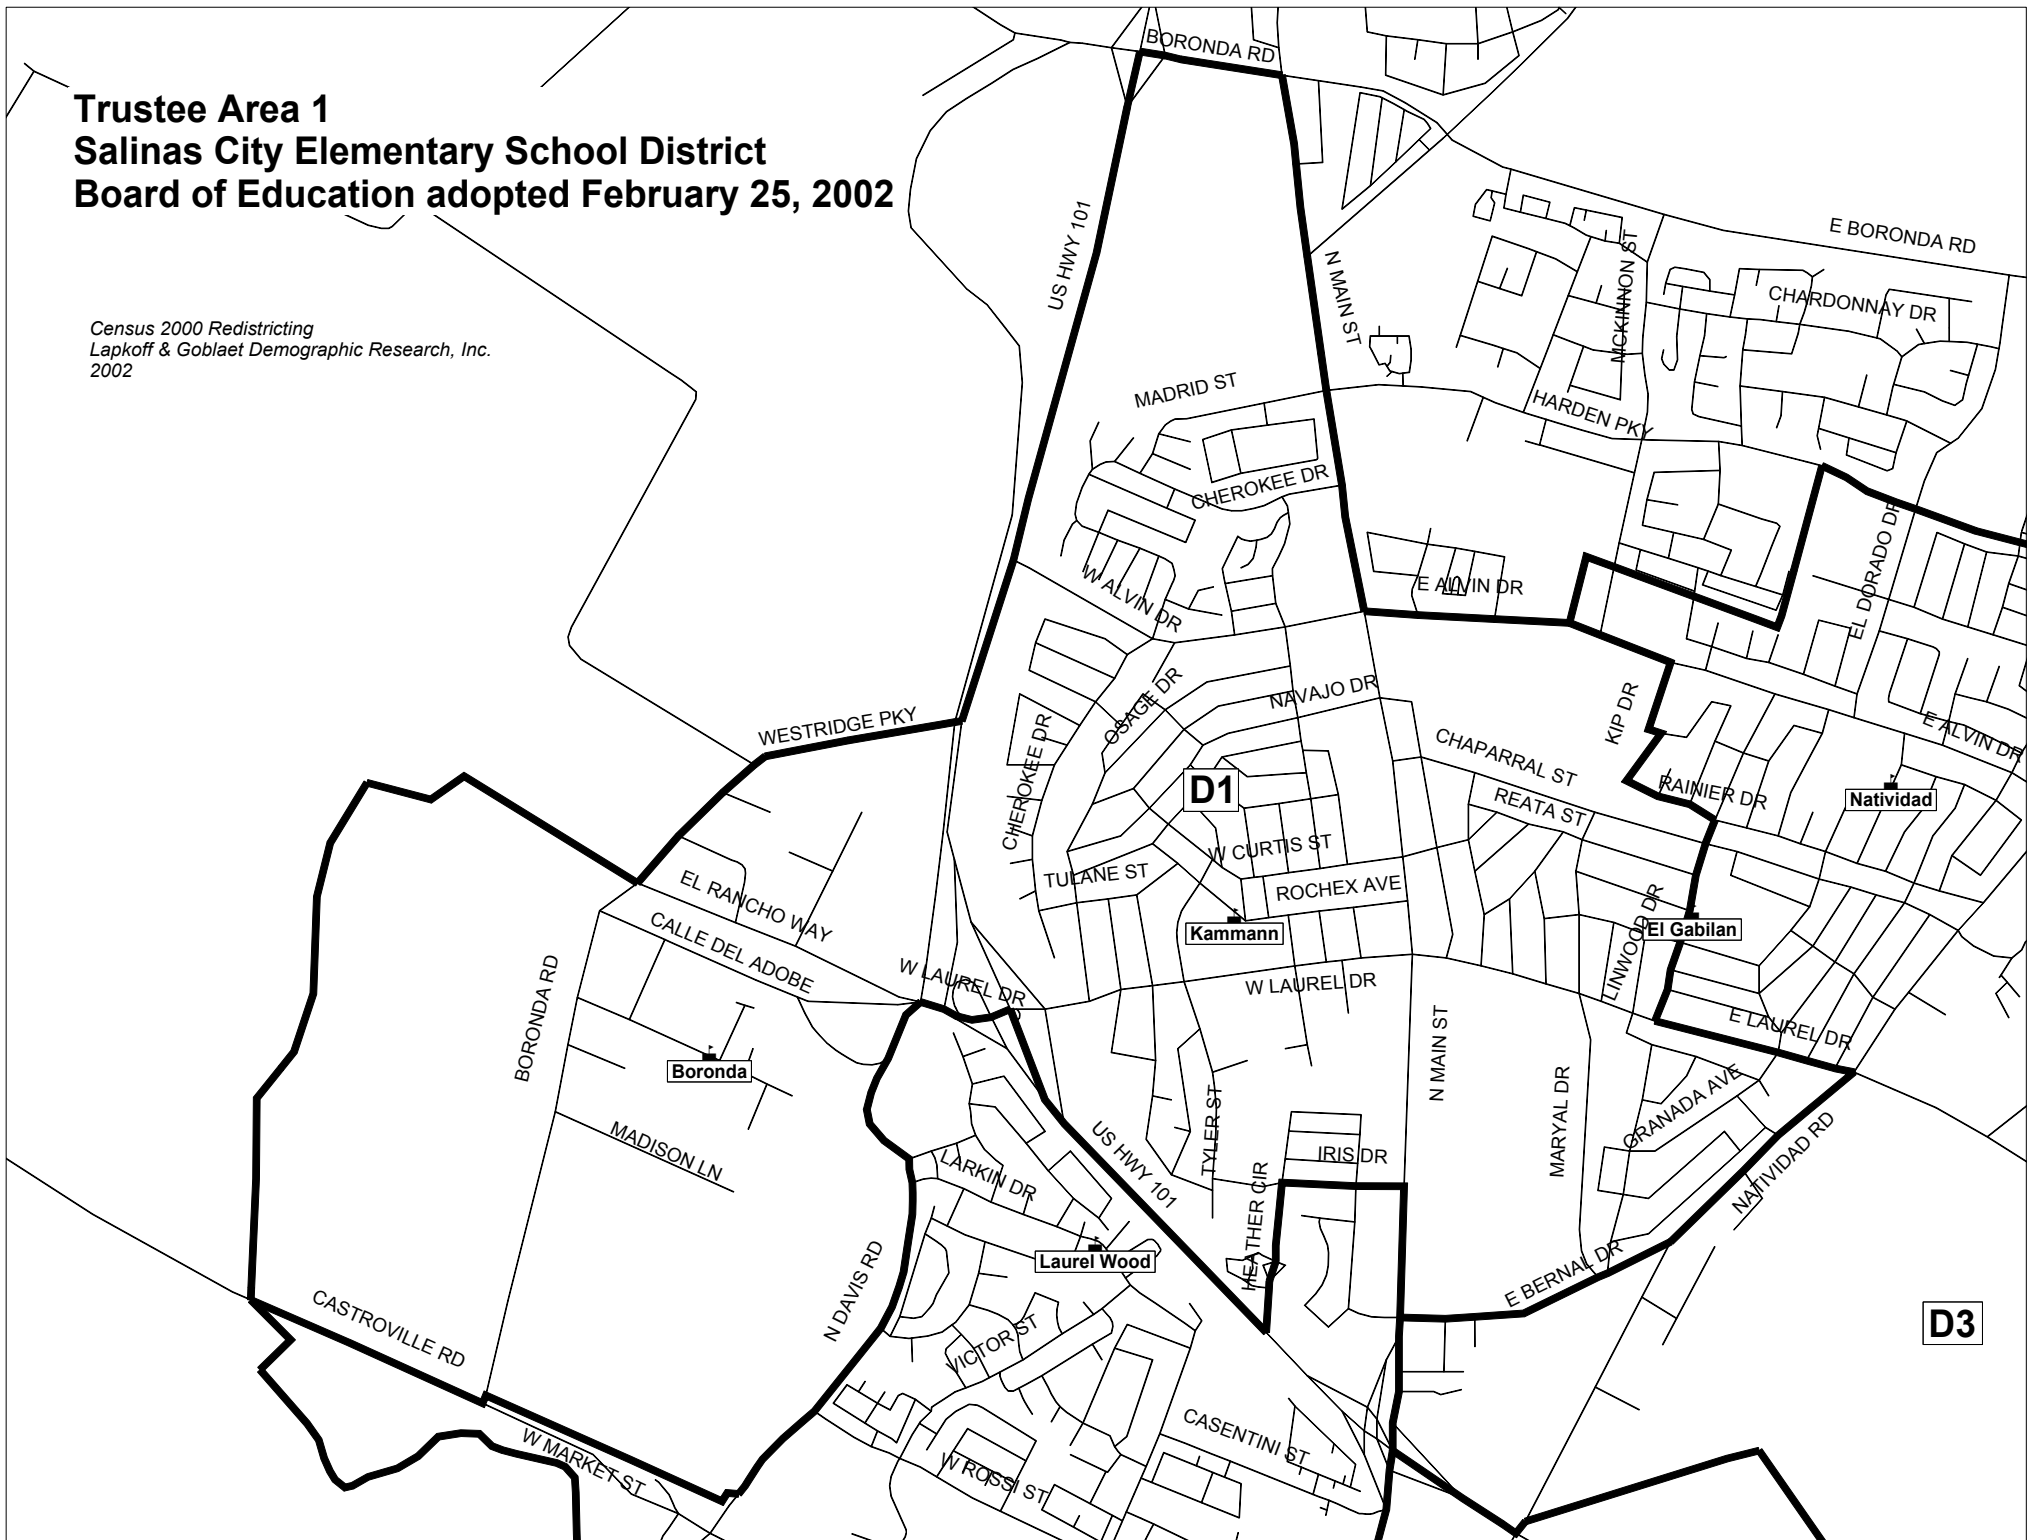 BORONDA RD
Trustee Area 1
Salinas City Elementary School District
Board of Education adopted February 25, 2002
US HWY 101
E BORONDA RD
N MAIN ST
MCKINNON ST
CHARDONNAY DR
Census 2000 Redistricting
Lapkoff & Goblaet Demographic Research, Inc.
2002
MADRID ST
HARDEN PKY
CHEROKEE DR
EL DORADO DR
W ALVIN DR
E ALVIN DR
OSAGE DR
NAVAJO DR
KIP DR
WESTRIDGE PKY
CHEROKEE DR
CHAPARRAL ST
E ALVIN DR
D1
REATA ST
RAINIER DR
Natividad
W CURTIS ST
TULANE ST
ROCHEX AVE
EL RANCHO WAY
LINWOOD DR
El Gabilan
Kammann
CALLE DEL ADOBE
W LAUREL DR
W LAUREL DR
BORONDA RD
E LAUREL DR
N MAIN ST
Boronda
GRANADA AVE
MARYAL DR
TYLER ST
US HWY 101
MADISON LN
LARKIN DR
IRIS DR
NATIVIDAD RD
HEATHER CIR
Laurel Wood
N DAVIS RD
E BERNAL DR
D3
CASTROVILLE RD
VICTOR ST
CASENTINI ST
W MARKET ST
W ROSSI ST